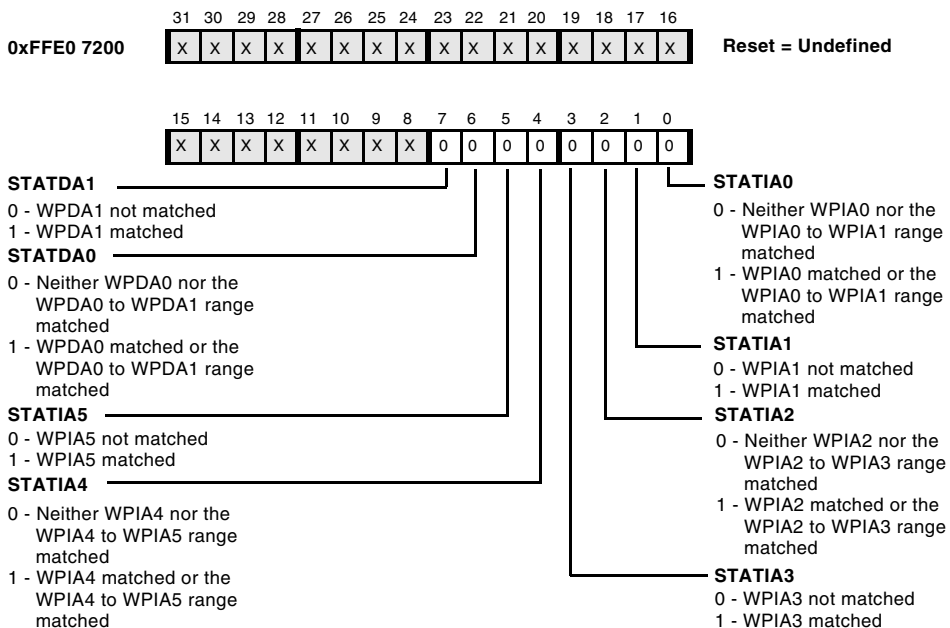 31 30 29 28 27 26 25 24 23 22 21 20 19 18 17 16
0xFFE0 7200
X X X X X X X X X X X X X X X X
Reset = Undefined
15 14 13 12 11 10 9 8 7 6 5 4 3 2 1 0
X X X X X X X X 0 0 0 0 0 0 0 0
STATDA1
0 - WPDA1 not matched
1 - WPDA1 matched
STATDA0
0 - Neither WPDA0 nor the
WPDA0 to WPDA1 range
matched
1 - WPDA0 matched or the
WPDA0 to WPDA1 range
matched
STATIA5
0 - WPIA5 not matched
1 - WPIA5 matched
STATIA4
0 - Neither WPIA4 nor the
WPIA4 to WPIA5 range
matched
1 - WPIA4 matched or the
WPIA4 to WPIA5 range
matched
STATIA0
0 - Neither WPIA0 nor the
WPIA0 to WPIA1 range
matched
1 - WPIA0 matched or the
WPIA0 to WPIA1 range
matched
STATIA1
0 - WPIA1 not matched
1 - WPIA1 matched
STATIA2
0 - Neither WPIA2 nor the
WPIA2 to WPIA3 range
matched
1 - WPIA2 matched or the
WPIA2 to WPIA3 range
matched
STATIA3
0 - WPIA3 not matched
1 - WPIA3 matched